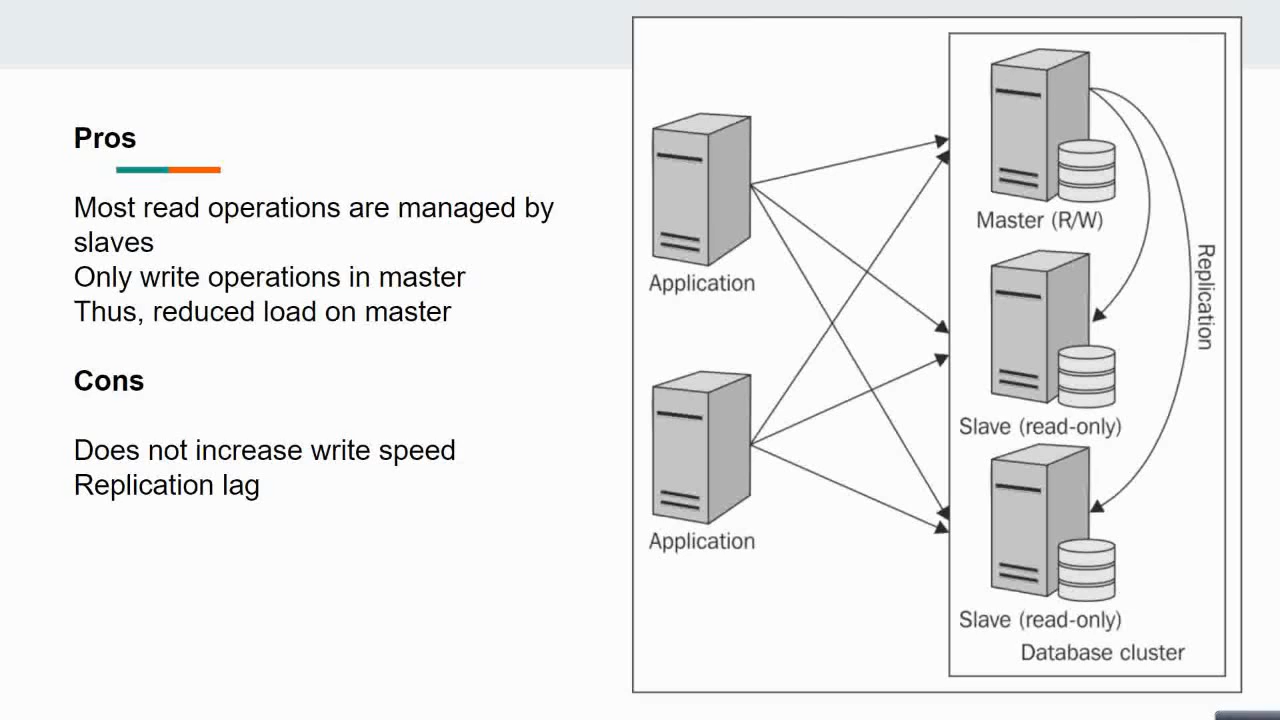 Pros
Most read operations are managed by
slaves
Only write operations in master
Thus, reduced load on master
Cons
Does not increase write speed
Replication lag
Application
Application
Master (R/W)
Slave (read-only)
Slave (read-only)
Replication
Database cluster